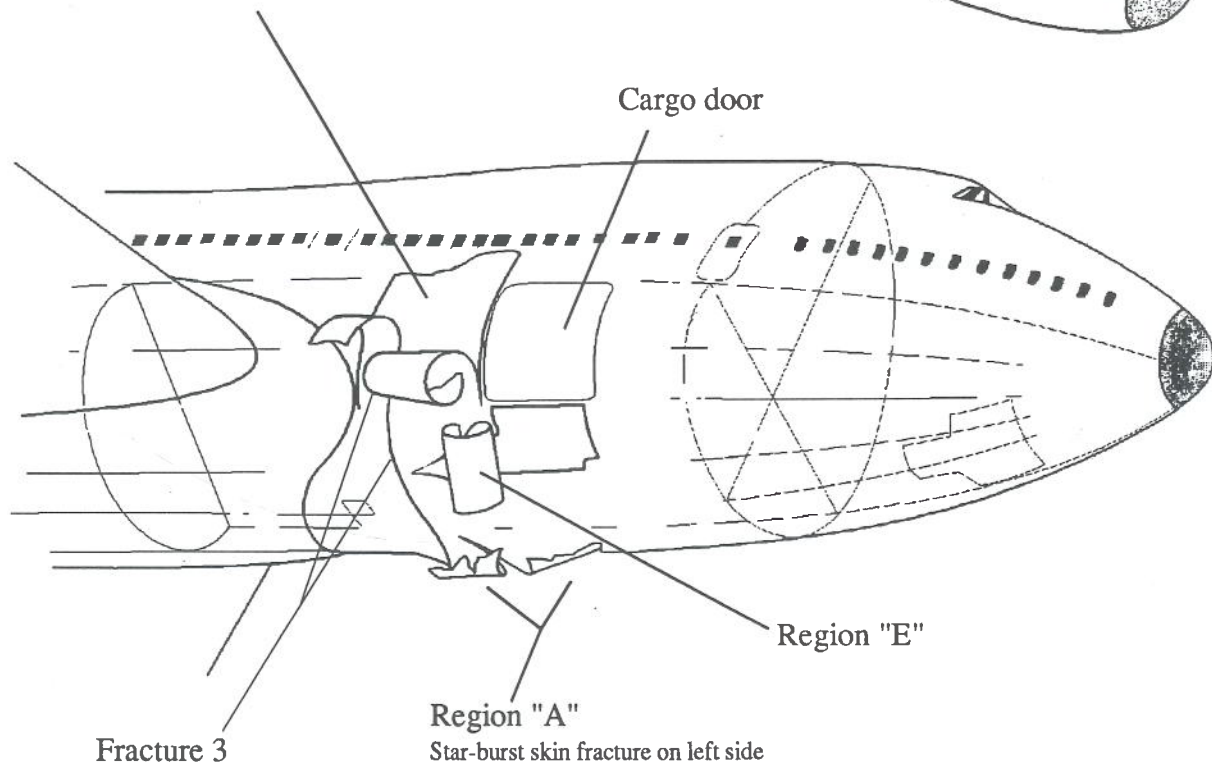 Cargo door
Region "E"
Region "A"
Star-burst skin fracture on left side
Fracture 3